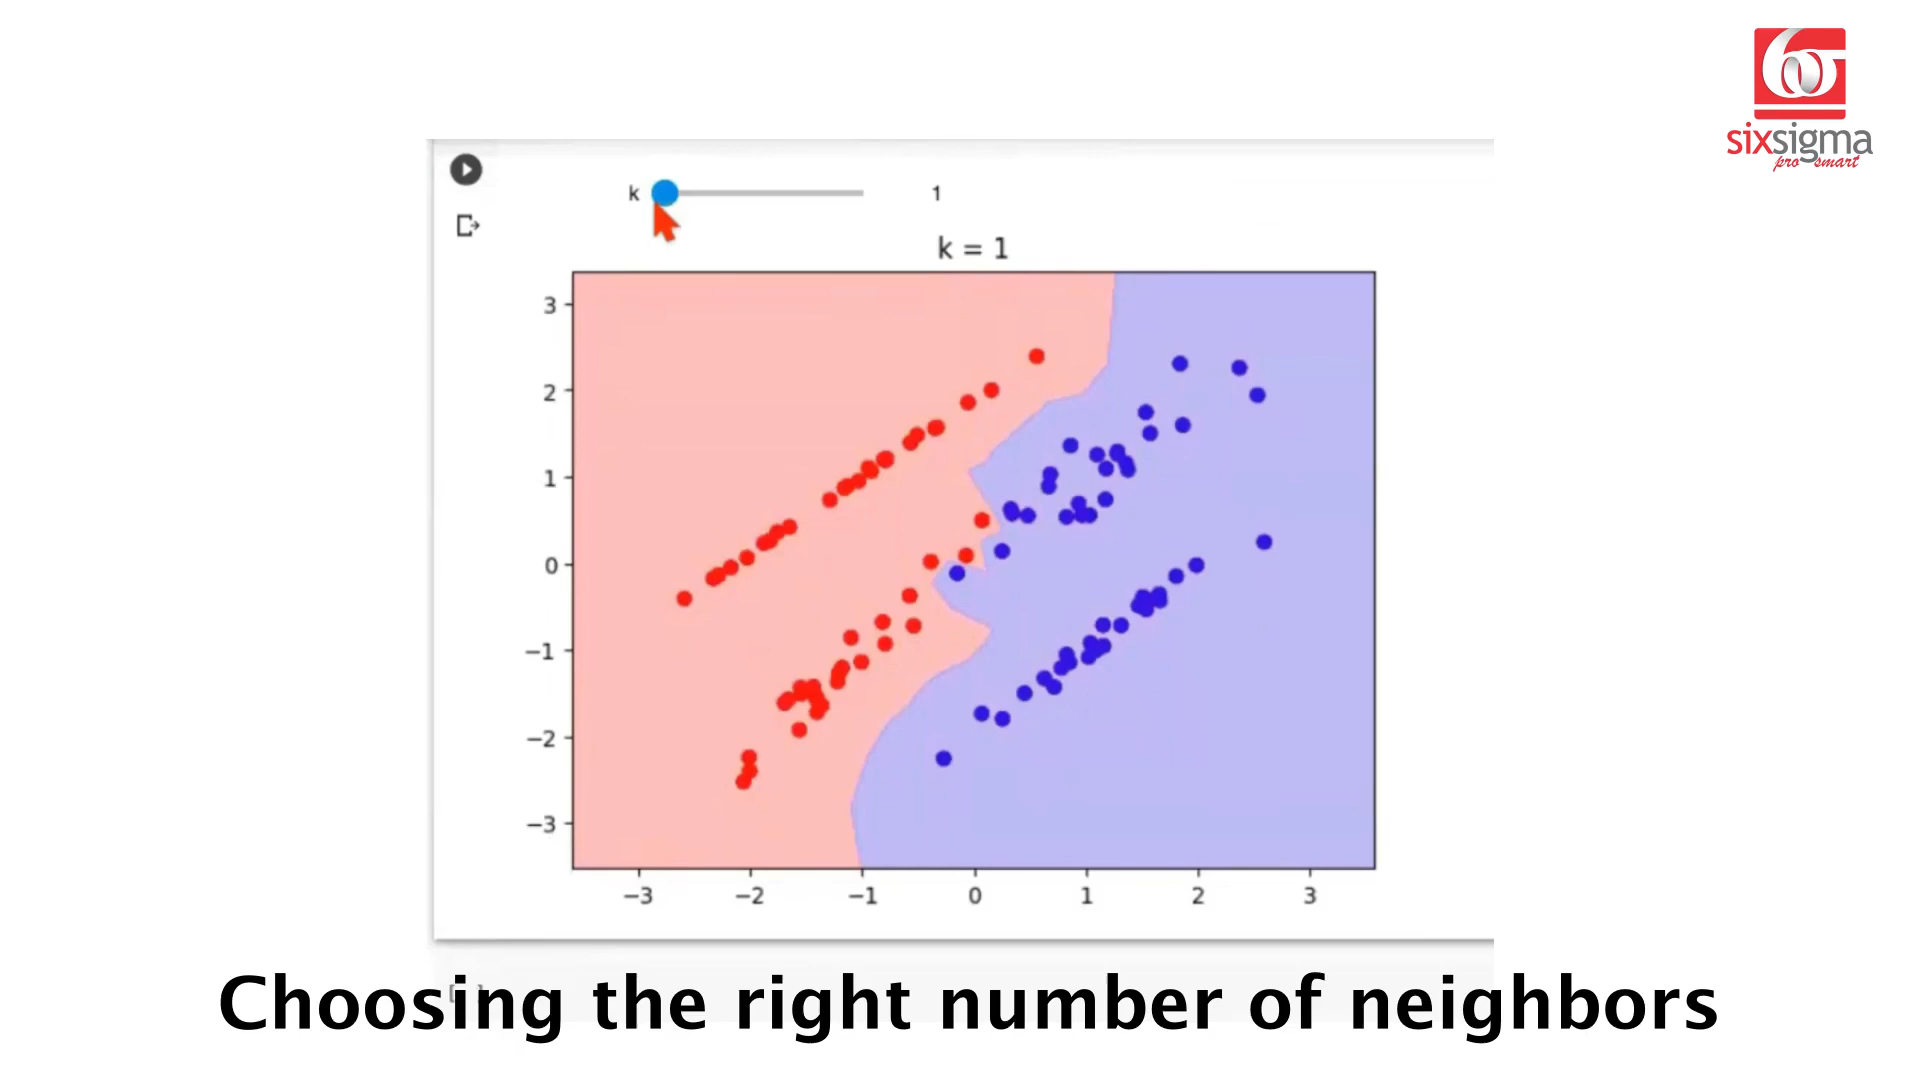 6σ
sixsigma
pro smart
k 1
k = 1
3
2
1
0
−1
−2
−3
−3 −2 −1 0 1 2 3
Choosing the right number of neighbors